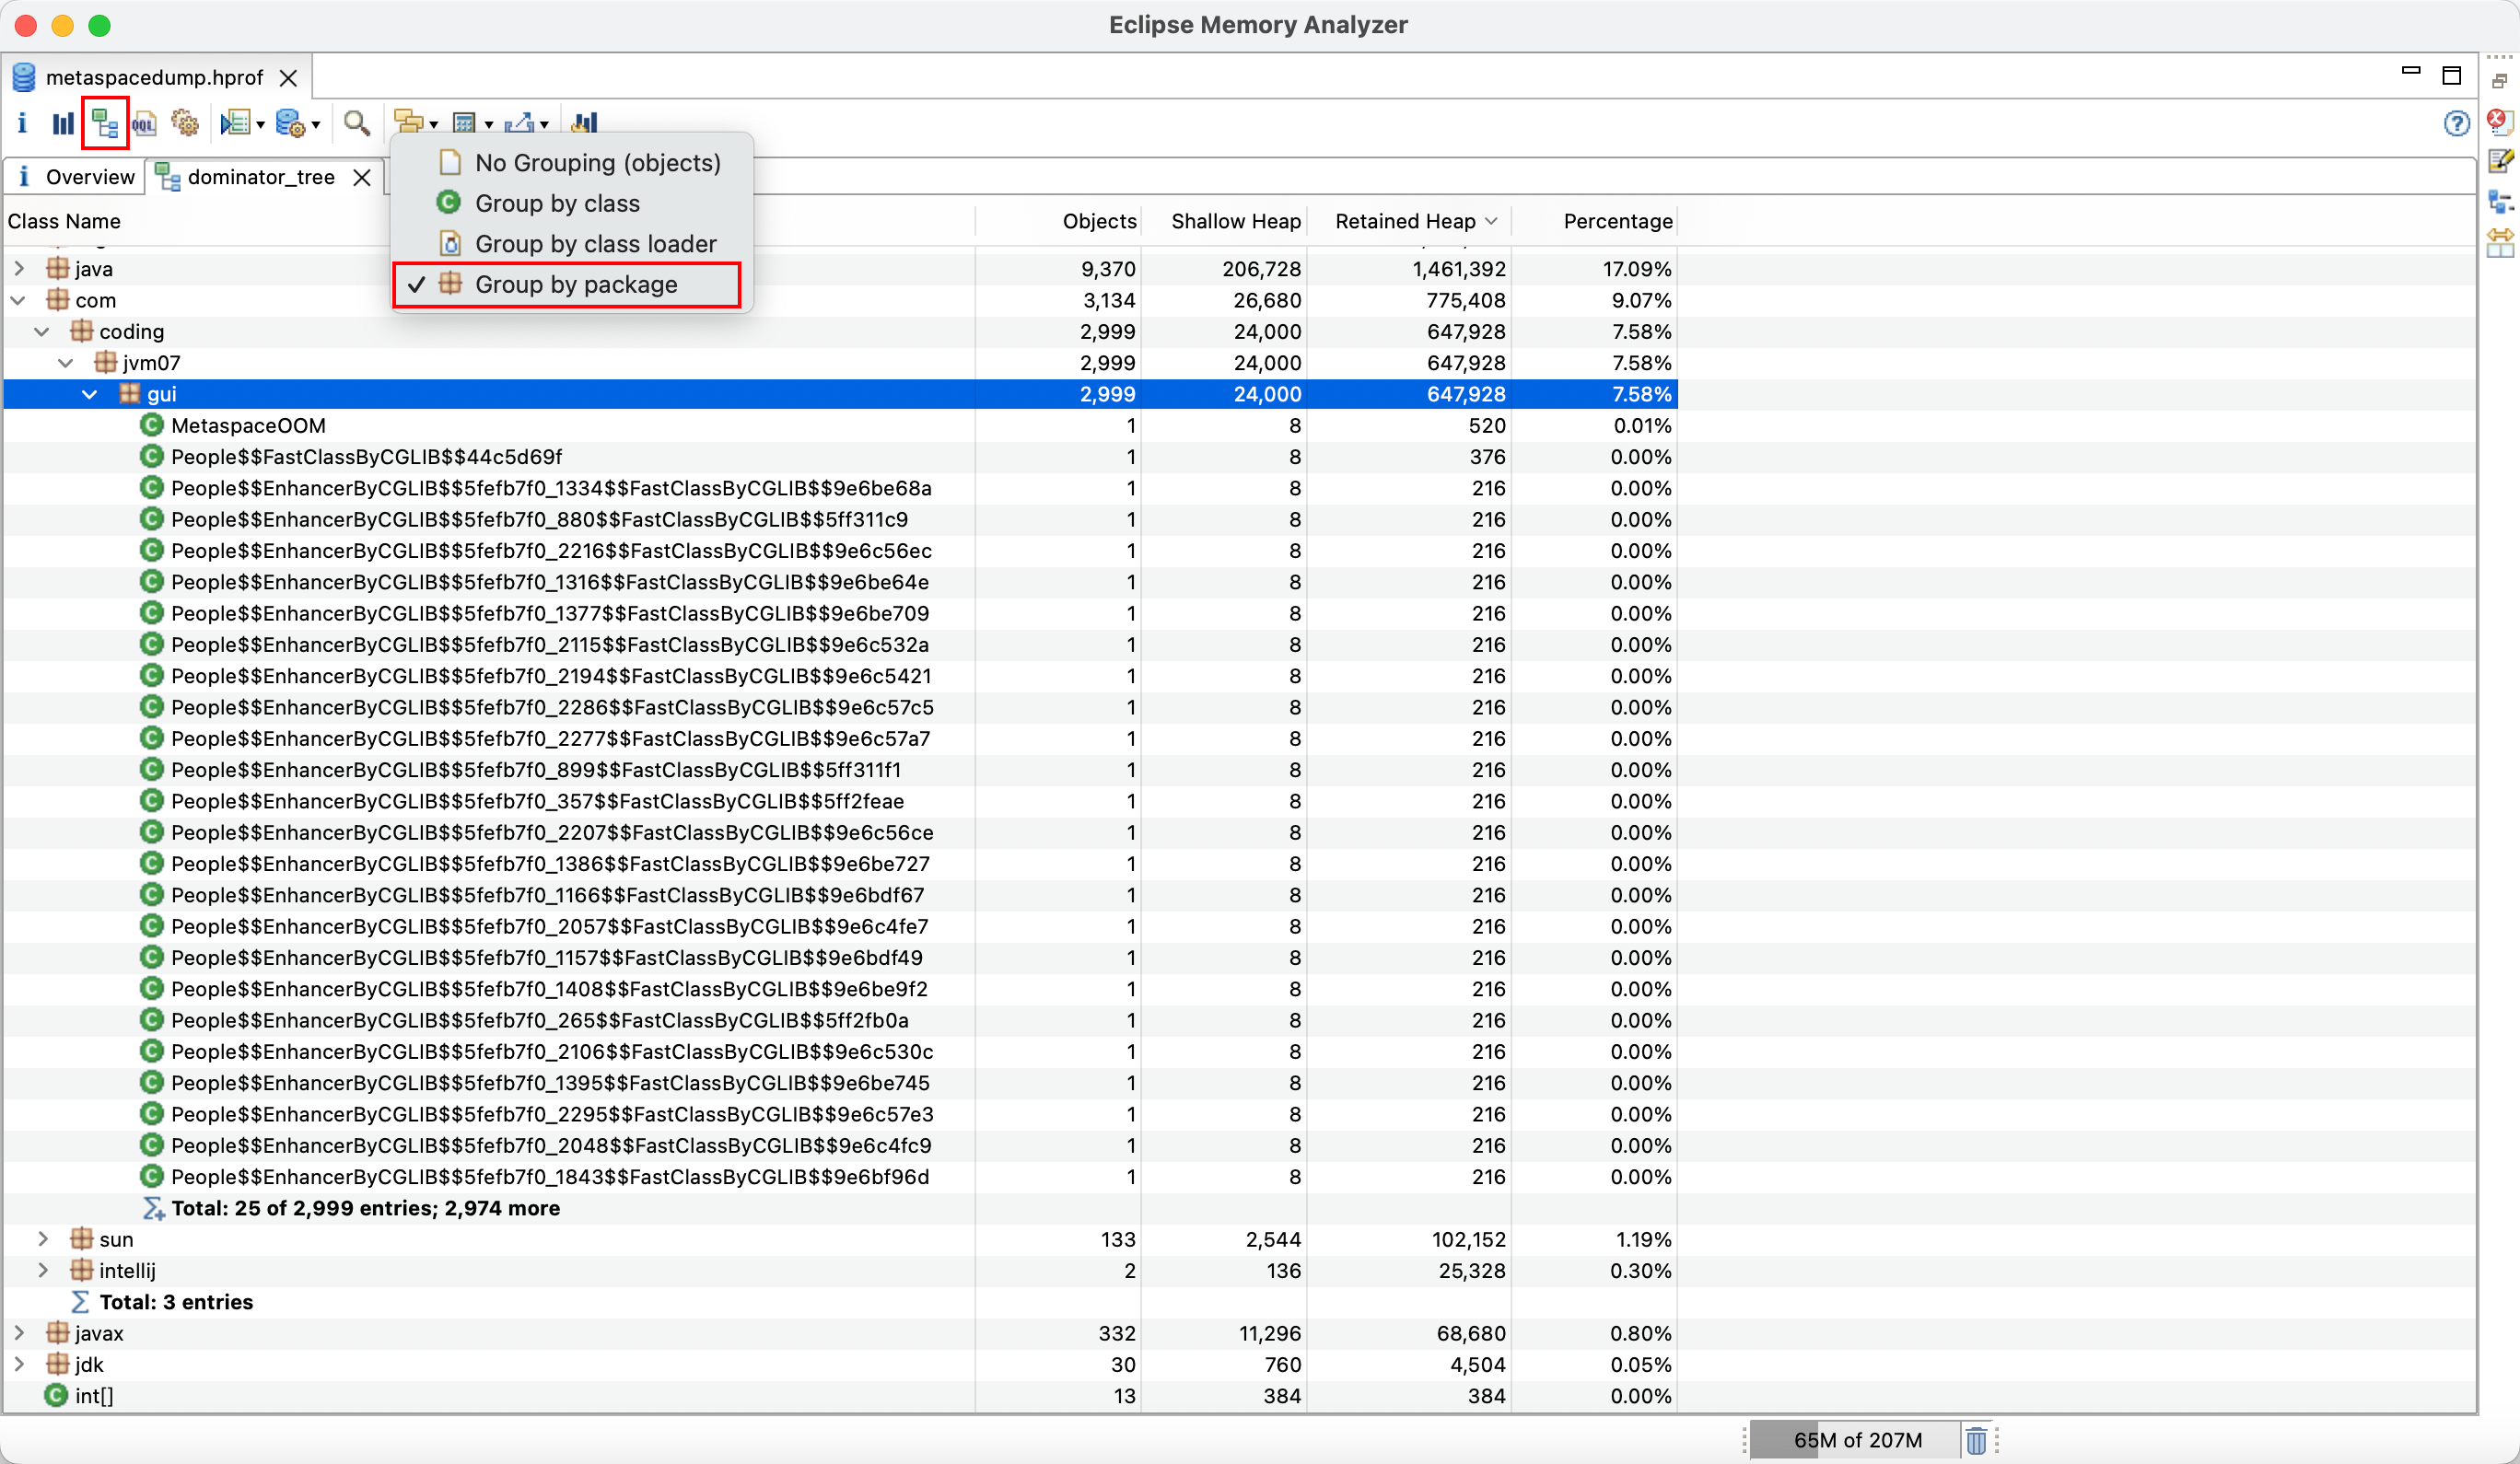 Eclipse Memory Analyzer
metaspacedump.hprof
i OQL
i Overview dominator_tree
No Grouping (objects)
Group by class
Group by class loader
Group by package
Class Name Objects Shallow Heap Retained Heap Percentage
java 9,370 206,728 1,461,392 17.09%
com 3,134 26,680 775,408 9.07%
coding 2,999 24,000 647,928 7.58%
jvm07 2,999 24,000 647,928 7.58%
gui 2,999 24,000 647,928 7.58%
MetaspaceOOM 1 8 520 0.01%
People$$FastClassByCGLIB$$44c5d69f 1 8 376 0.00%
People$$EnhancerByCGLIB$$5fefb7f0_1334$$FastClassByCGLIB$$9e6be68a 1 8 216 0.00%
People$$EnhancerByCGLIB$$5fefb7f0_880$$FastClassByCGLIB$$5ff311c9 1 8 216 0.00%
People$$EnhancerByCGLIB$$5fefb7f0_2216$$FastClassByCGLIB$$9e6c56ec 1 8 216 0.00%
People$$EnhancerByCGLIB$$5fefb7f0_1316$$FastClassByCGLIB$$9e6be64e 1 8 216 0.00%
People$$EnhancerByCGLIB$$5fefb7f0_1377$$FastClassByCGLIB$$9e6be709 1 8 216 0.00%
People$$EnhancerByCGLIB$$5fefb7f0_2115$$FastClassByCGLIB$$9e6c532a 1 8 216 0.00%
People$$EnhancerByCGLIB$$5fefb7f0_2194$$FastClassByCGLIB$$9e6c5421 1 8 216 0.00%
People$$EnhancerByCGLIB$$5fefb7f0_2286$$FastClassByCGLIB$$9e6c57c5 1 8 216 0.00%
People$$EnhancerByCGLIB$$5fefb7f0_2277$$FastClassByCGLIB$$9e6c57a7 1 8 216 0.00%
People$$EnhancerByCGLIB$$5fefb7f0_899$$FastClassByCGLIB$$5ff311f1 1 8 216 0.00%
People$$EnhancerByCGLIB$$5fefb7f0_357$$FastClassByCGLIB$$5ff2feae 1 8 216 0.00%
People$$EnhancerByCGLIB$$5fefb7f0_2207$$FastClassByCGLIB$$9e6c56ce 1 8 216 0.00%
People$$EnhancerByCGLIB$$5fefb7f0_1386$$FastClassByCGLIB$$9e6be727 1 8 216 0.00%
People$$EnhancerByCGLIB$$5fefb7f0_1166$$FastClassByCGLIB$$9e6bdf67 1 8 216 0.00%
People$$EnhancerByCGLIB$$5fefb7f0_2057$$FastClassByCGLIB$$9e6c4fe7 1 8 216 0.00%
People$$EnhancerByCGLIB$$5fefb7f0_1157$$FastClassByCGLIB$$9e6bdf49 1 8 216 0.00%
People$$EnhancerByCGLIB$$5fefb7f0_1408$$FastClassByCGLIB$$9e6be9f2 1 8 216 0.00%
People$$EnhancerByCGLIB$$5fefb7f0_265$$FastClassByCGLIB$$5ff2fb0a 1 8 216 0.00%
People$$EnhancerByCGLIB$$5fefb7f0_2106$$FastClassByCGLIB$$9e6c530c 1 8 216 0.00%
People$$EnhancerByCGLIB$$5fefb7f0_1395$$FastClassByCGLIB$$9e6be745 1 8 216 0.00%
People$$EnhancerByCGLIB$$5fefb7f0_2295$$FastClassByCGLIB$$9e6c57e3 1 8 216 0.00%
People$$EnhancerByCGLIB$$5fefb7f0_2048$$FastClassByCGLIB$$9e6c4fc9 1 8 216 0.00%
People$$EnhancerByCGLIB$$5fefb7f0_1843$$FastClassByCGLIB$$9e6bf96d 1 8 216 0.00%
Total: 25 of 2,999 entries; 2,974 more
sun 133 2,544 102,152 1.19%
intellij 2 136 25,328 0.30%
Total: 3 entries
javax 332 11,296 68,680 0.80%
jdk 30 760 4,504 0.05%
int[] 13 384 384 0.00%
65M of 207M